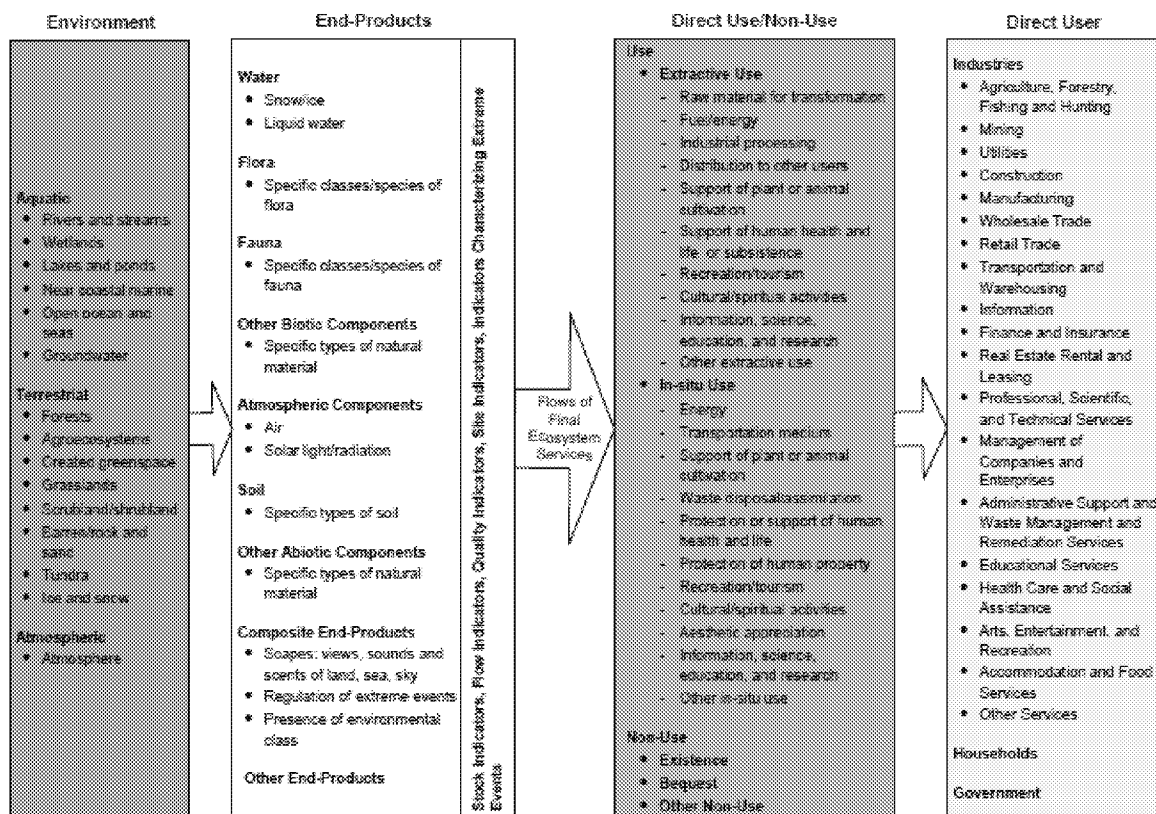 Environment
Aquatic
• Rivers and streams
• Wetlands
• Lakes and ponds
• Near coastal marine
• Open ocean and
seas
• Groundwater
Terrestrial
• Forests
• Agroecosystems
• Created greenspace
• Grasslands
• Scrubland/shrubland
• Barren/rock and
sand
• Tundra
• Ice and snow
Atmospheric
• Atmosphere
End-Products
Water
• Snow/ice
• Liquid water
Flora
• Specific classes/species of
flora
Fauna
• Specific classes/species of
fauna
Other Biotic Components
• Specific types of natural
material
Atmospheric Components
• Air
• Solar light/radiation
Soil
• Specific types of soil
Other Abiotic Components
• Specific types of natural
material
Composite End-Products
• Scapes: views, sounds and
scents of land, sea, sky
• Regulation of extreme events
• Presence of environmental
class
Other End-Products
Stock Indicators, Flow Indicators, Quality Indicators, Site Indicators, Indicators Characterizing Extreme
Events
Flows of
Final
Ecosystem
Services
Direct Use/Non-Use
Use
• Extractive Use
- Raw material for transformation
- Fuel/energy
- Industrial processing
- Distribution to other users
- Support of plant or animal
cultivation
- Support of human health and
life or subsistence
- Recreation/tourism
- Cultural/spiritual activities
- Information, science,
education, and research
- Other extractive use
• In-situ Use
- Energy
- Transportation medium
- Support of plant or animal
cultivation
- Waste disposal/assimilation
- Protection or support of human
health and life
- Protection of human property
- Recreation/tourism
- Cultural/spiritual activities
- Aesthetic appreciation
- Information, science,
education, and research
- Other in-situ use
Non-Use
• Existence
• Bequest
• Other Non-Use
Direct User
Industries
• Agriculture, Forestry,
Fishing and Hunting
• Mining
• Utilities
• Construction
• Manufacturing
• Wholesale Trade
• Retail Trade
• Transportation and
Warehousing
• Information
• Finance and Insurance
• Real Estate Rental and
Leasing
• Professional, Scientific,
and Technical Services
• Management of
Companies and
Enterprises
• Administrative Support and
Waste Management and
Remediation Services
• Educational Services
• Health Care and Social
Assistance
• Arts, Entertainment, and
Recreation
• Accommodation and Food
Services
• Other Services
Households
Government